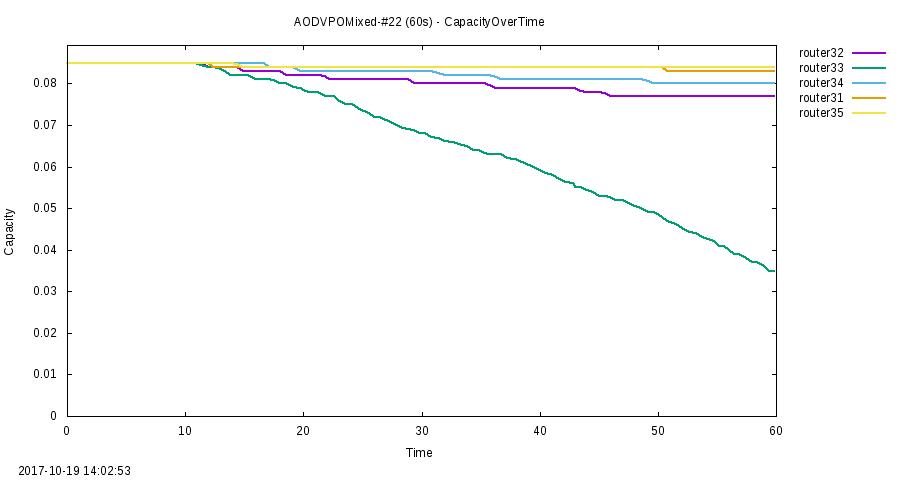 AODVPOMixed-#22 (60s) - CapacityOverTime
router32
router33
router34
router31
router35
0.08
0.07
0.06
0.05
0.04
0.03
0.02
0.01
0
Capacity
0 10 20 30 40 50 60
Time
2017-10-19 14:02:53